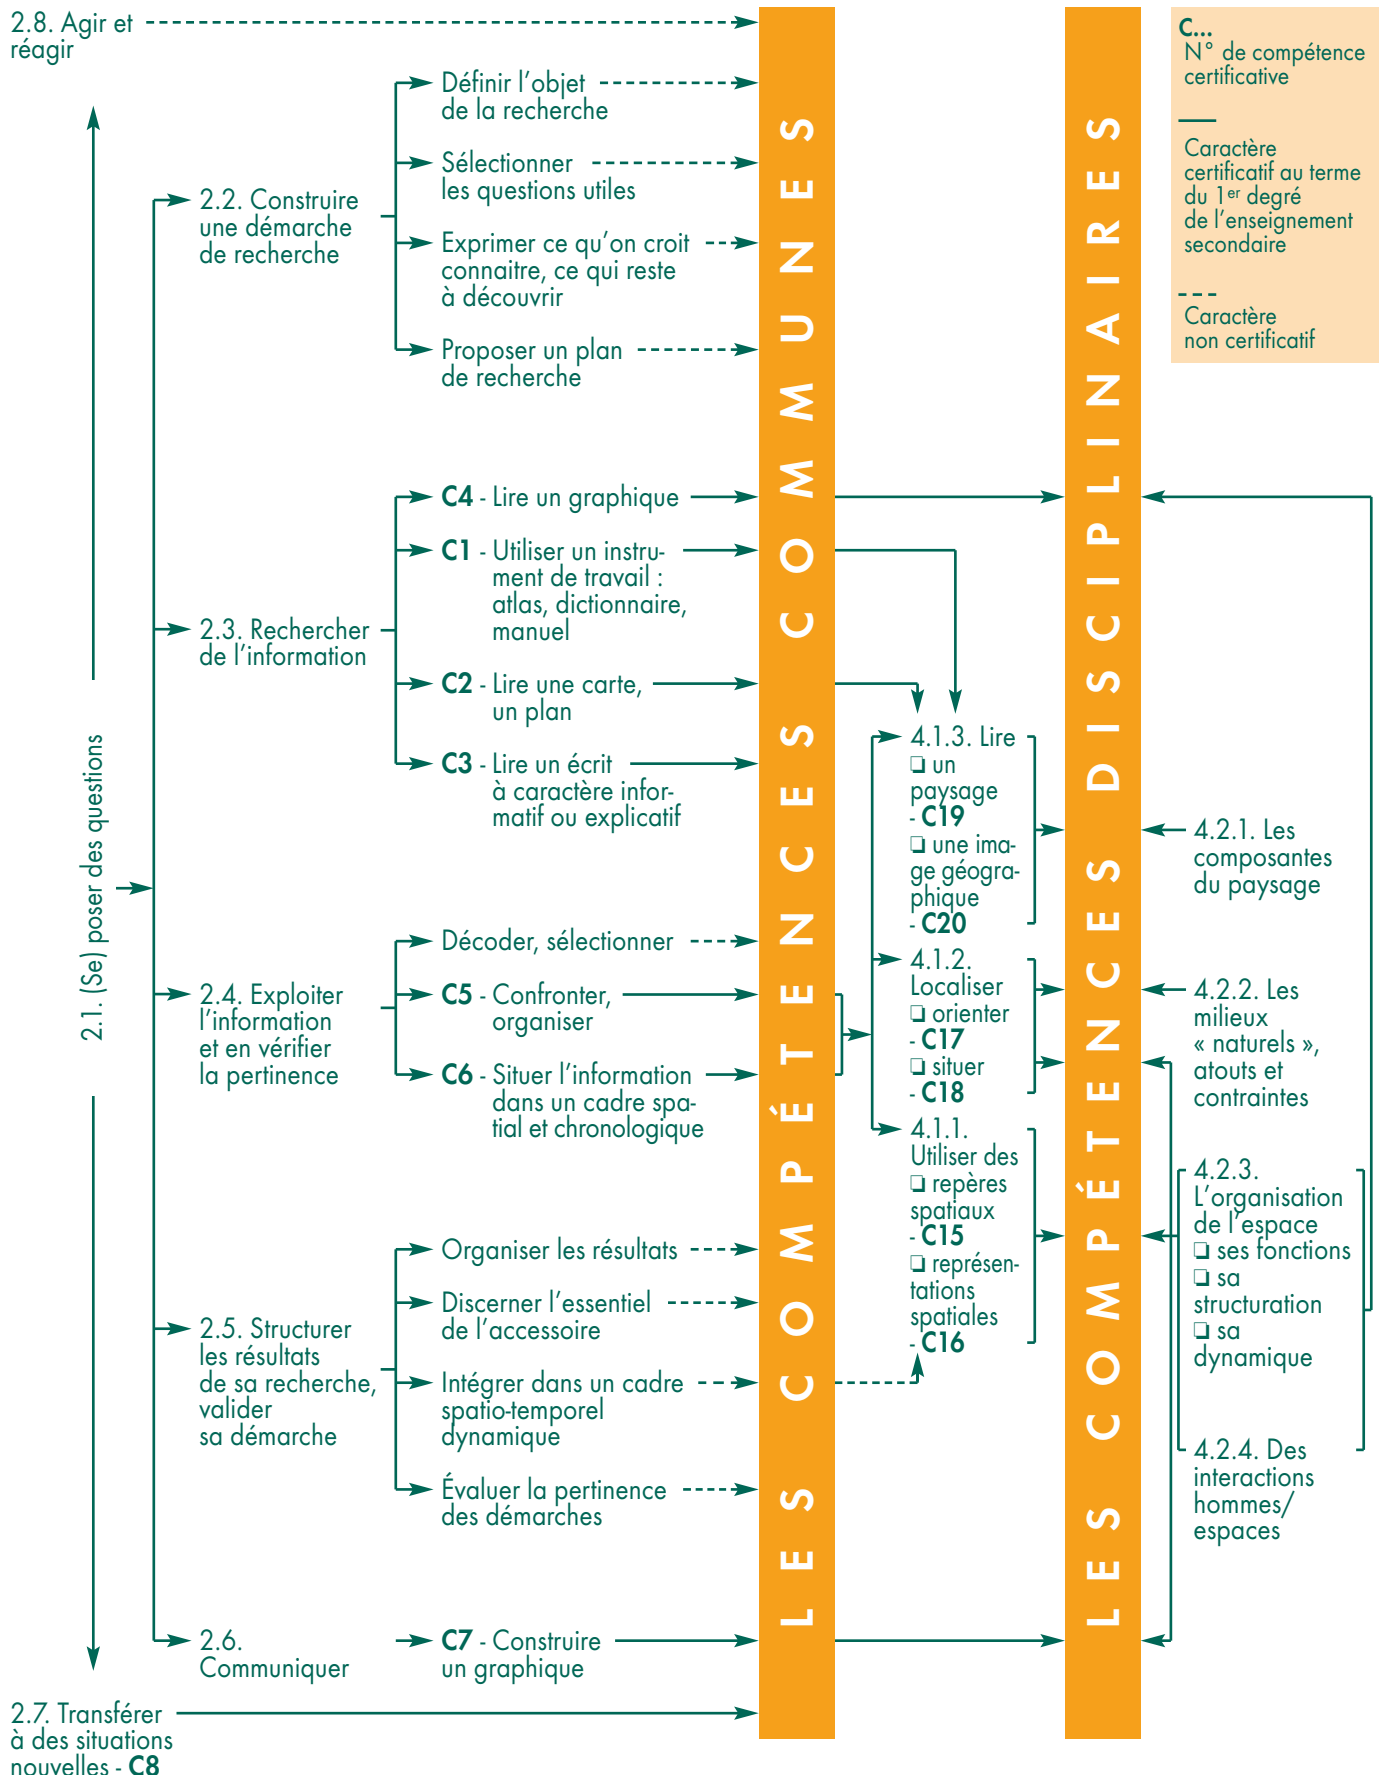 2.8. Agir et
réagir
Définir l'objet
de la recherche
Sélectionner
les questions utiles
2.2. Construire
une démarche
de recherche
Exprimer ce qu'on croit
connaitre, ce qui reste
à découvrir
Proposer un plan
de recherche
C4 - Lire un graphique
C1 - Utiliser un instru-
ment de travail :
atlas, dictionnaire,
manuel
2.3. Rechercher
de l'information
C2 - Lire une carte,
un plan
C3 - Lire un écrit
à caractère infor-
matif ou explicatif
2.1. (Se) poser des questions
Décoder, sélectionner
2.4. Exploiter
l'information
et en vérifier
la pertinence
C5 - Confronter,
organiser
C6 - Situer l'information
dans un cadre spa-
tial et chronologique
Organiser les résultats
Discerner l'essentiel
de l'accessoire
2.5. Structurer
les résultats
de sa recherche,
valider
sa démarche
Intégrer dans un cadre
spatio-temporel
dynamique
Évaluer la pertinence
des démarches
2.6.
Communiquer
C7 - Construire
un graphique
2.7. Transférer
à des situations
nouvelles - C8
LES COMPÉTENCES COMMUNES
4.1.3. Lire
❏ un
paysage
- C19
❏ une ima-
ge géogra-
phique
- C20
4.1.2.
Localiser
❏ orienter
- C17
❏ situer
- C18
4.1.1.
Utiliser des
❏ repères
spatiaux
- C15
❏ représen-
tations
spatiales
- C16
LES COMPÉTENCES DISCIPLINAIRES
C...
N° de compétence
certificative
Caractère
certificatif au terme
du 1er degré
de l'enseignement
secondaire
Caractère
non certificatif
4.2.1. Les
composantes
du paysage
4.2.2. Les
milieux
« naturels »,
atouts et
contraintes
4.2.3.
L'organisation
de l'espace
❏ ses fonctions
❏ sa
structuration
❏ sa
dynamique
4.2.4. Des
interactions
hommes/
espaces